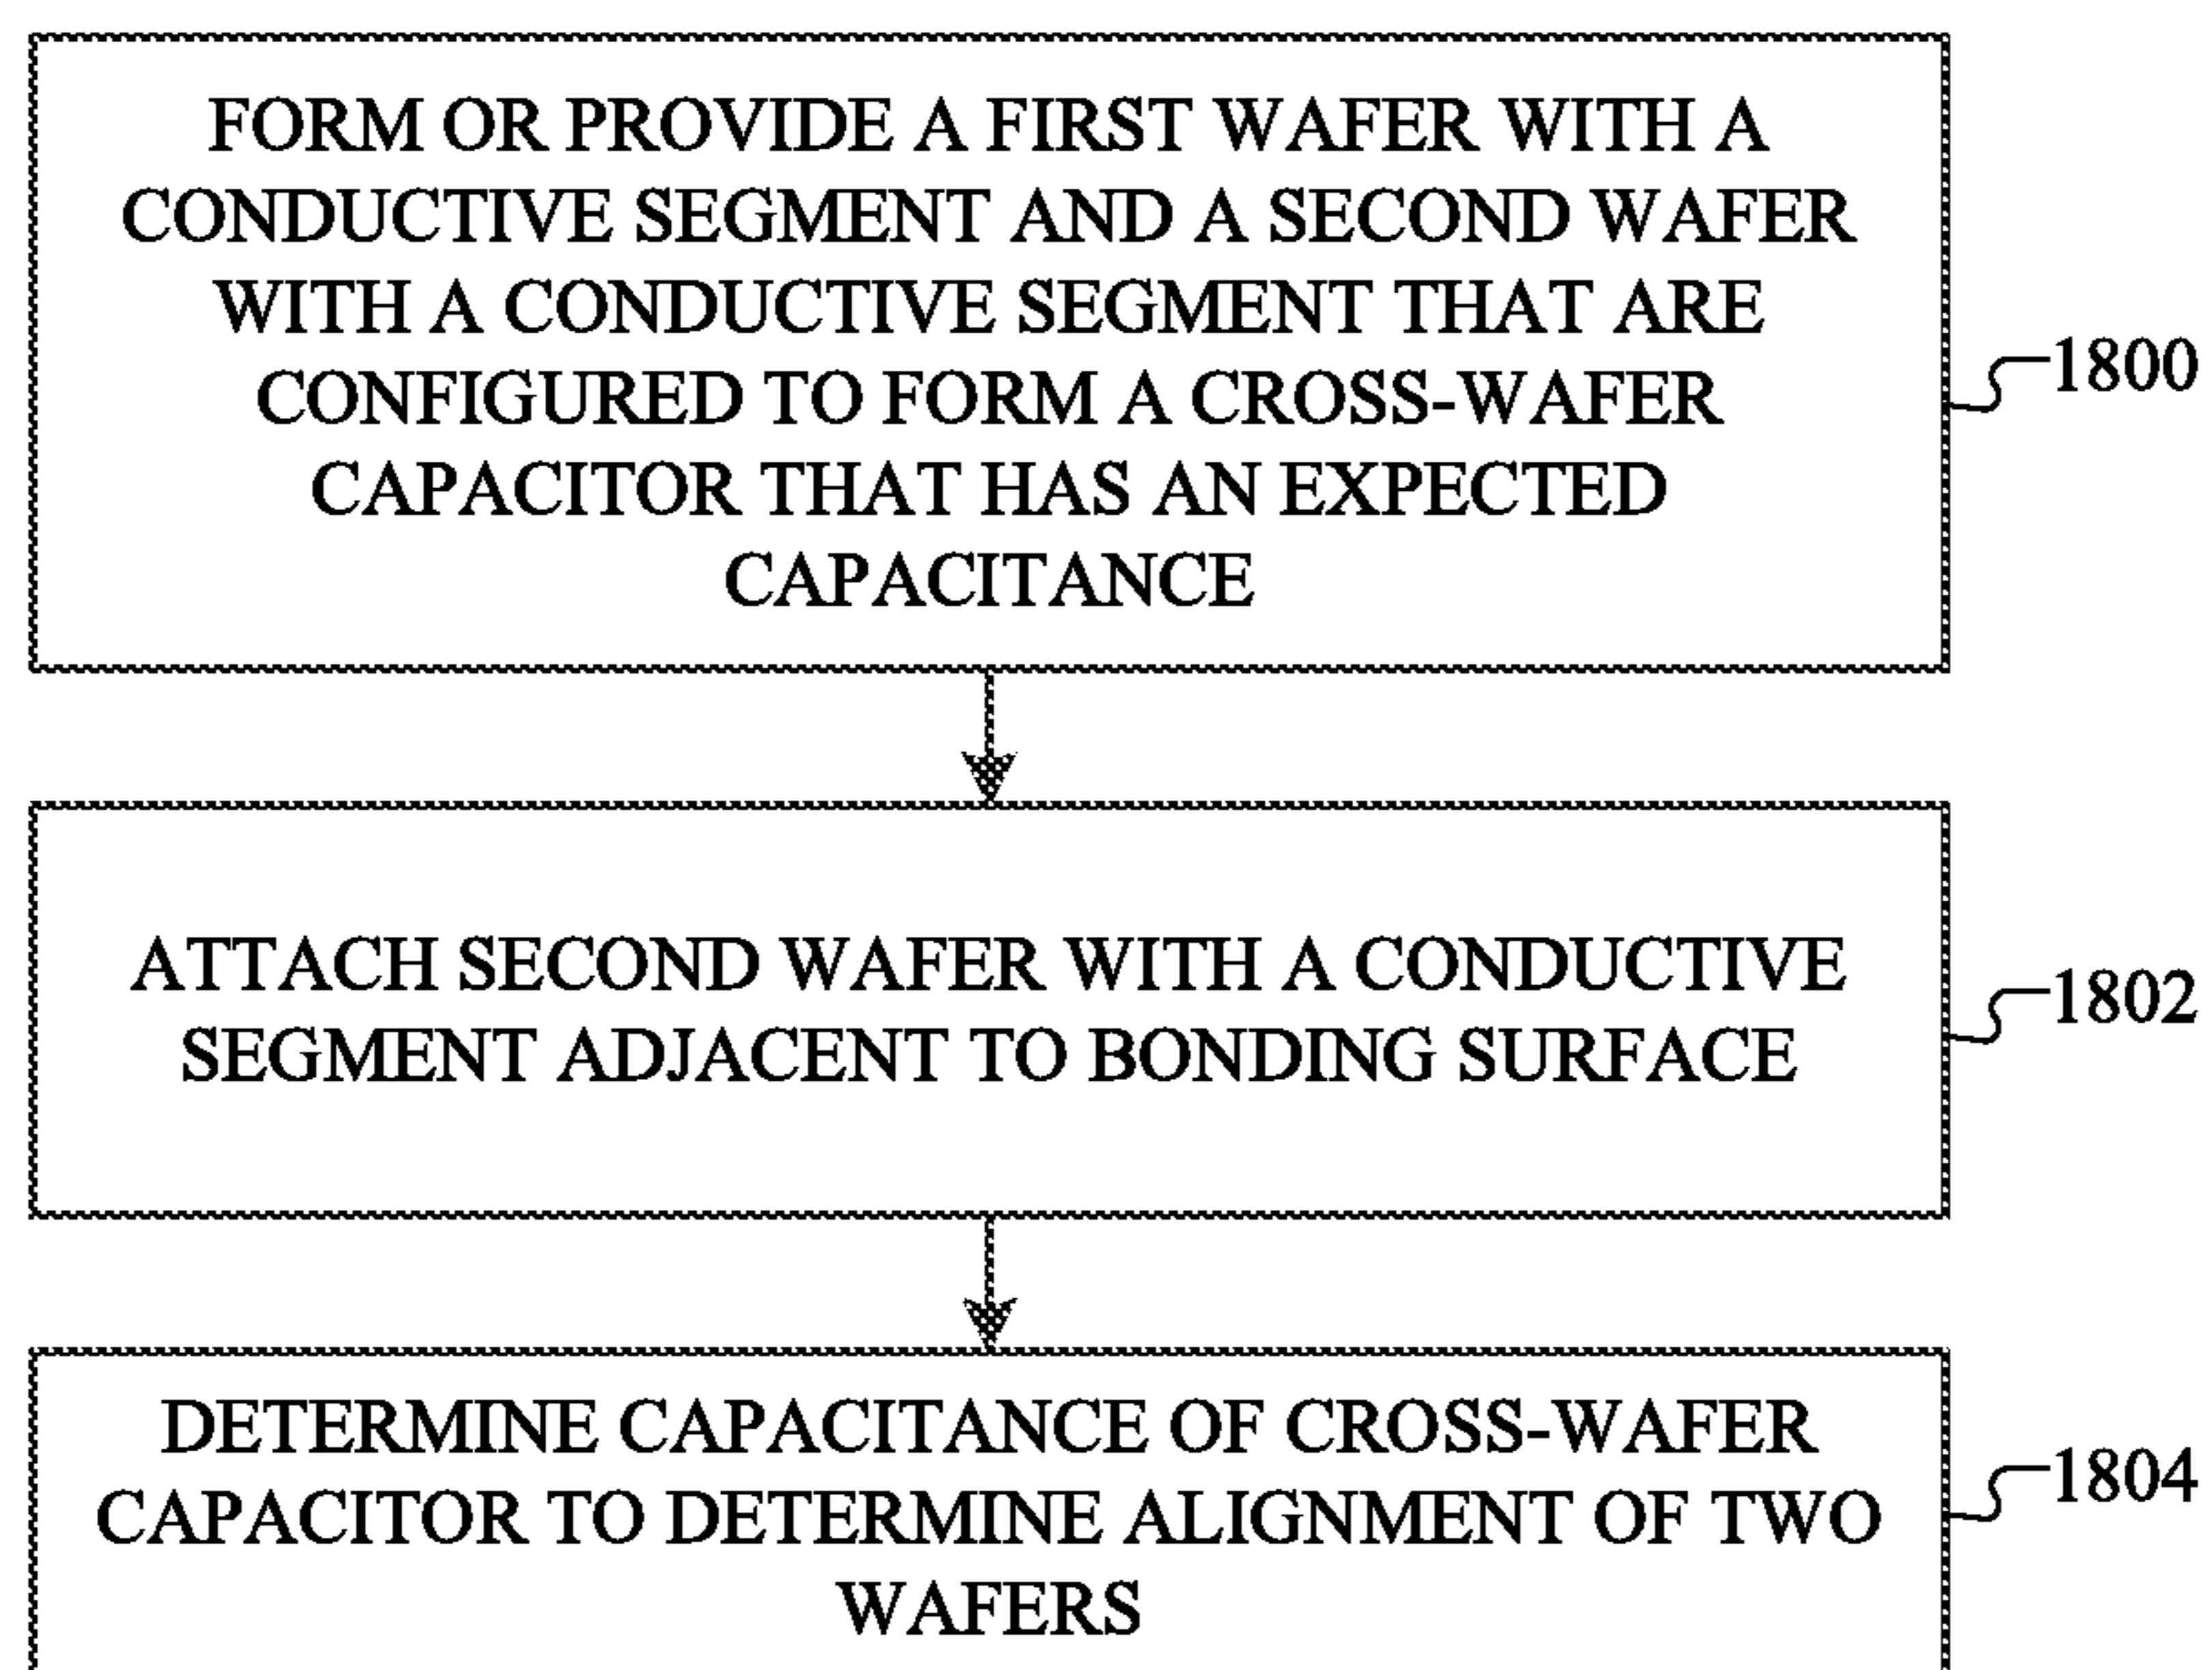 FORM OR PROVIDE A FIRST WAFER WITH A
CONDUCTIVE SEGMENT AND A SECOND WAFER
WITH A CONDUCTIVE SEGMENT THAT ARE
CONFIGURED TO FORM A CROSS-WAFER
CAPACITOR THAT HAS AN EXPECTED
CAPACITANCE
1800
ATTACH SECOND WAFER WITH A CONDUCTIVE
SEGMENT ADJACENT TO BONDING SURFACE
1802
DETERMINE CAPACITANCE OF CROSS-WAFER
CAPACITOR TO DETERMINE ALIGNMENT OF TWO
WAFERS
1804